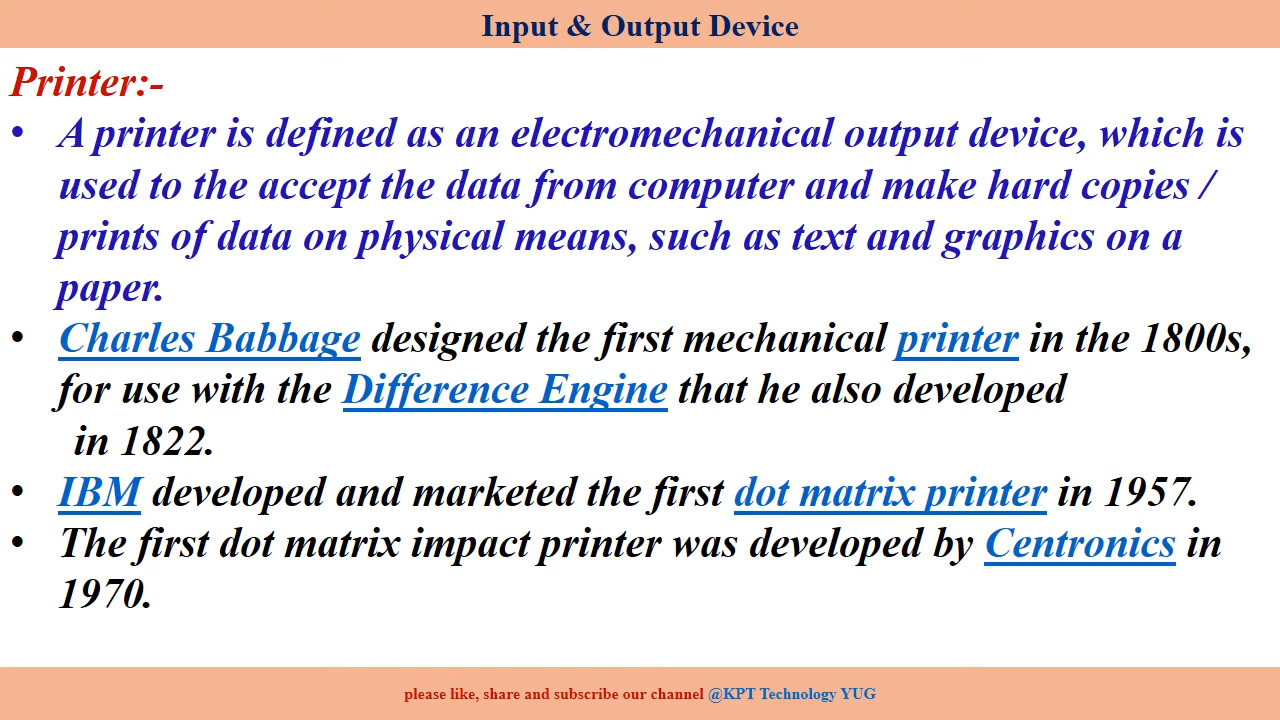 Input & Output Device
Printer:-
• A printer is defined as an electromechanical output device, which is
used to the accept the data from computer and make hard copies /
prints of data on physical means, such as text and graphics on a
paper.
• Charles Babbage designed the first mechanical printer in the 1800s,
for use with the Difference Engine that he also developed
in 1822.
• IBM developed and marketed the first dot matrix printer in 1957.
• The first dot matrix impact printer was developed by Centronics in
1970.
please like, share and subscribe our channel @KPT Technology YUG